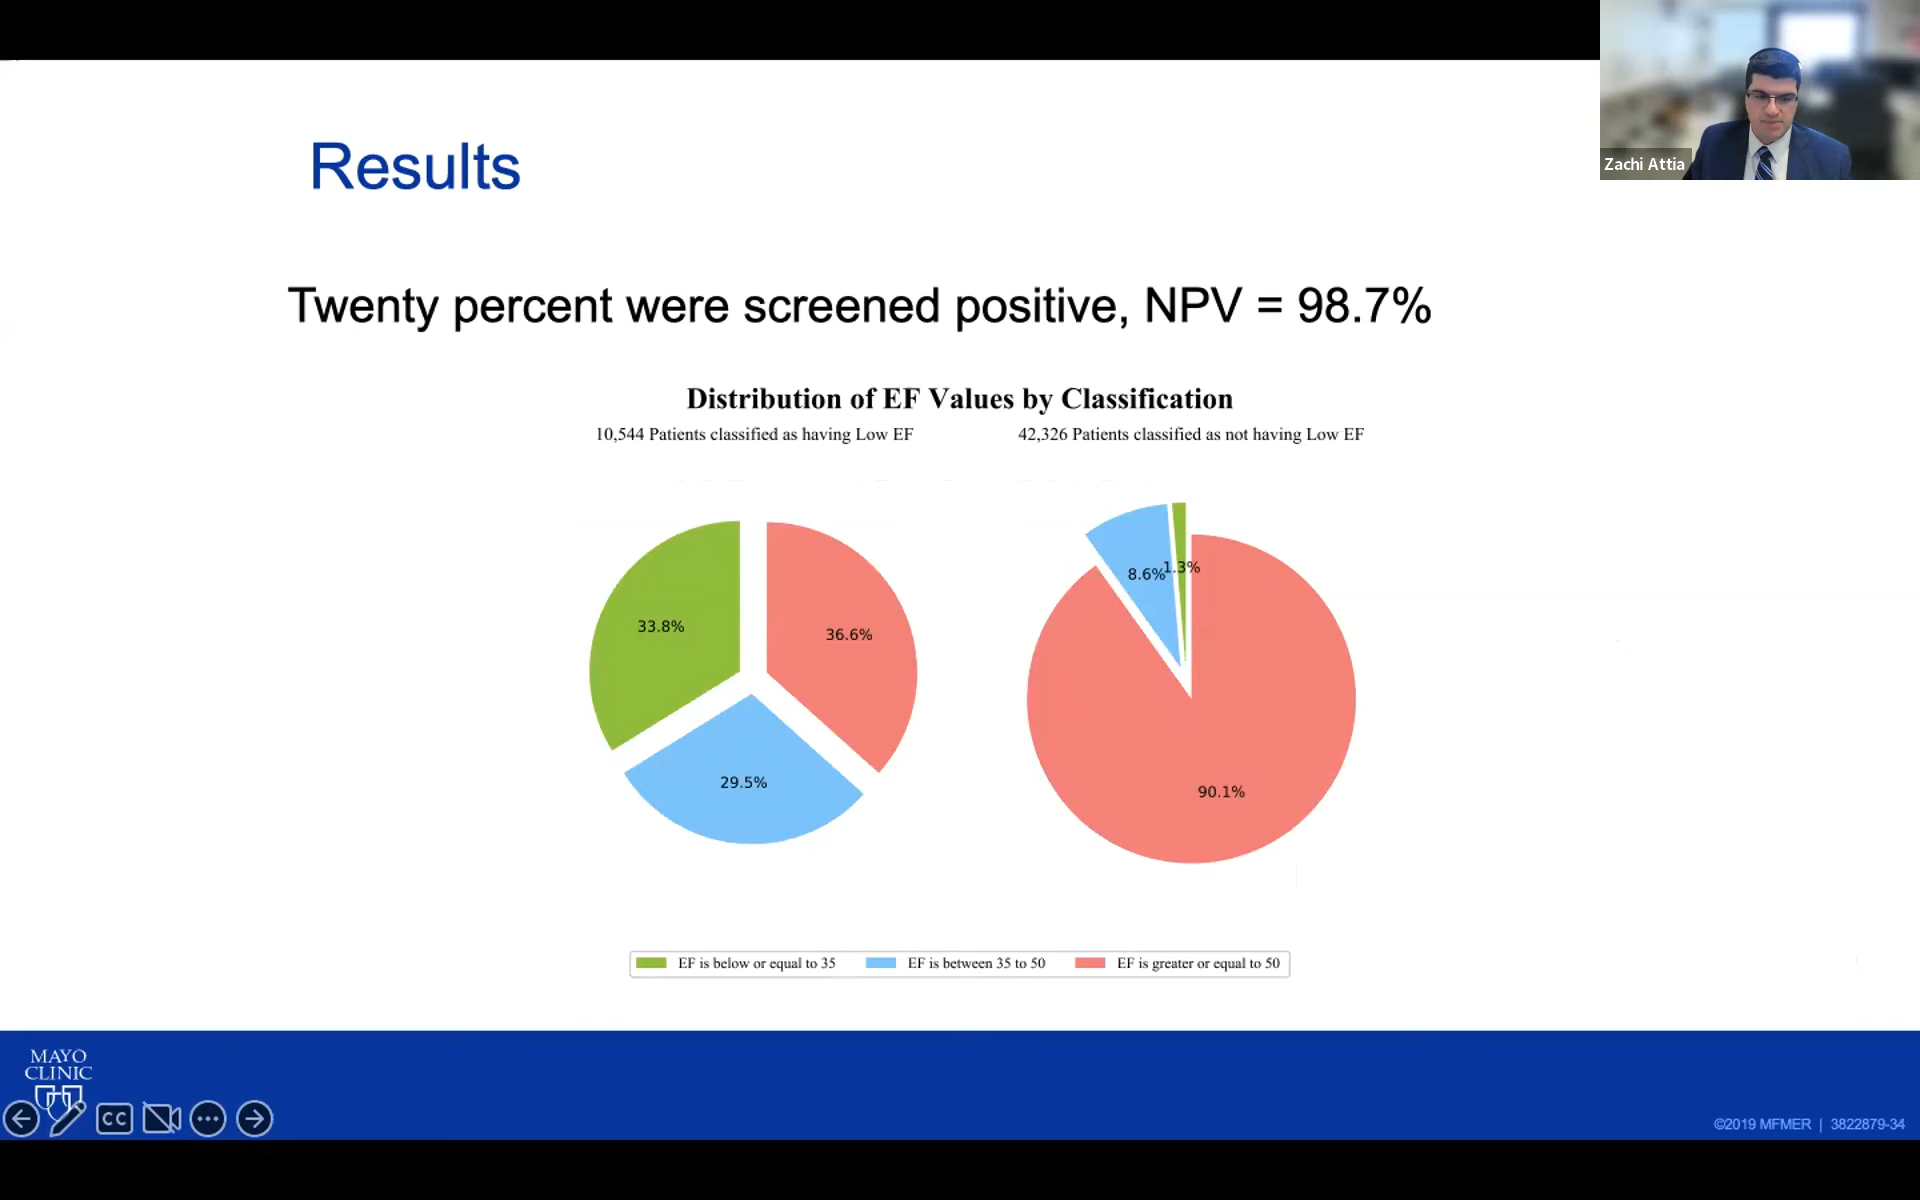 Zachi Attia
Results
Twenty percent were screened positive, NPV = 98.7%
Distribution of EF Values by Classification
10,544 Patients classified as having Low EF
42,326 Patients classified as not having Low EF
33.8%
36.6%
29.5%
8.6%
1.3%
90.1%
EF is below or equal to 35
EF is between 35 to 50
EF is greater or equal to 50
MAYO
CLINIC
CC
©2019 MFMER | 3822879-34